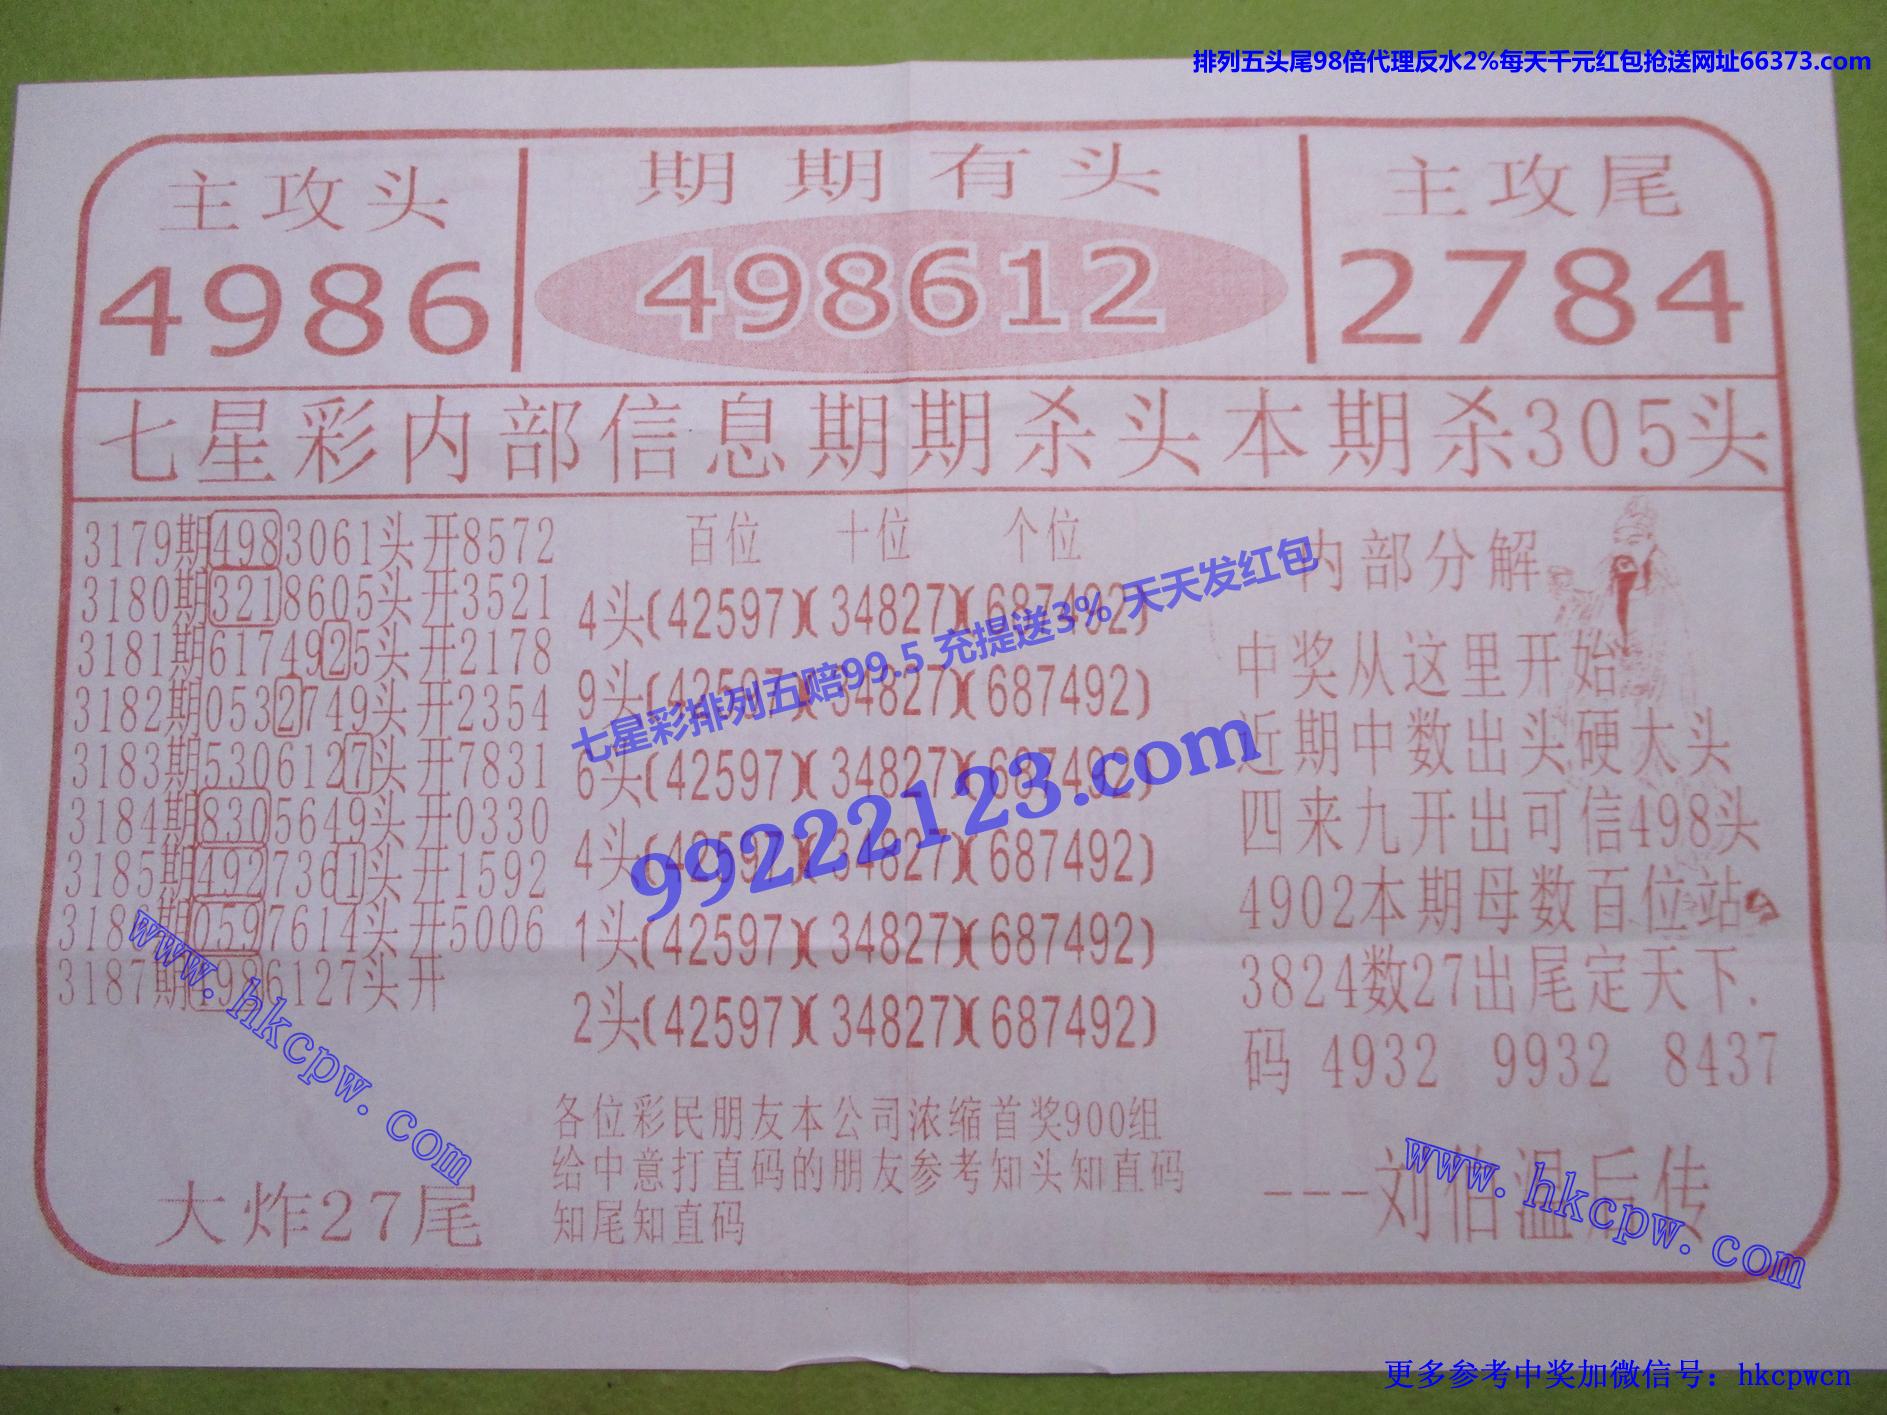 排列五头尾98倍代理反水2%每天千元红包抢送网址66373.com
主攻头
4986
期期有头
498612
主攻尾
2784
七星彩内部信息期期杀头本期杀305头
3179期4983061头开8572
3180期3218605头开3521
3181期6174925头开2178
3182期0532749头开2354
3183期5306127头开7831
3184期8305649头开0330
3185期4927361头开1592
3186期0597614头开5006
3187期4986127头开
大炸27尾
百位 十位 个位
4头(42597)(34827)(687492)
9头(42597)(34827)(687492)
6头(42597)(34827)(687492)
4头(42597)(34827)(687492)
1头(42597)(34827)(687492)
2头(42597)(34827)(687492)
各位彩民朋友本公司浓缩首奖900组
给中意打直码的朋友参考知头知直码
知尾知直码
内部分解
中奖从这里开始
近期中数出头硬大头
四来九开出可信498头
4902本期母数百位站
3824数27出尾定天下.
码 4932 9932 8437
---刘伯温后传
七星彩排列五赔99.5 充提送3% 天天发红包
99222123.com
www.hkcpw.com
www.hkcpw.com
更多参考中奖加微信号：hkcpwcn